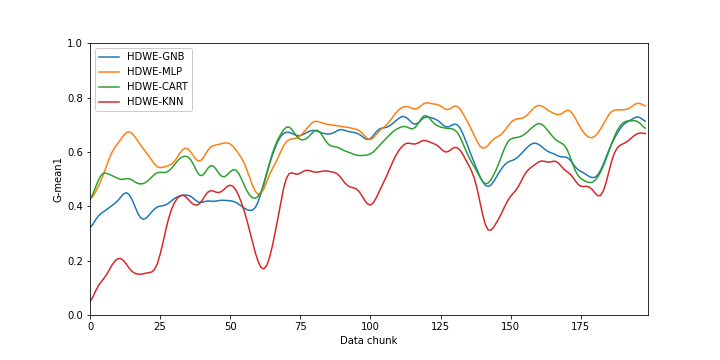 HDWE-GNB
HDWE-MLP
HDWE-CART
HDWE-KNN
G-mean1
1.0
0.8
0.6
0.4
0.2
0.0
0 25 50 75 100 125 150 175
Data chunk